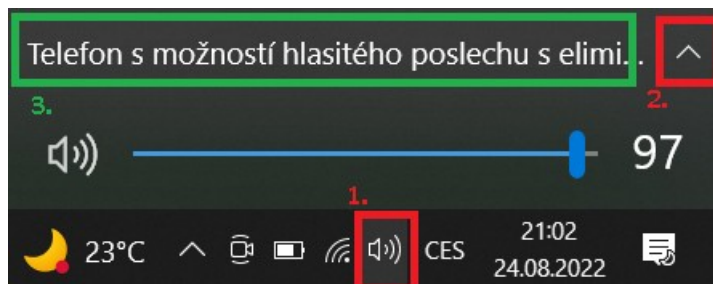 Telefon s možností hlasitého poslechu s elimi...
2.
3.
97
1.
23°C CES 21:02
24.08.2022